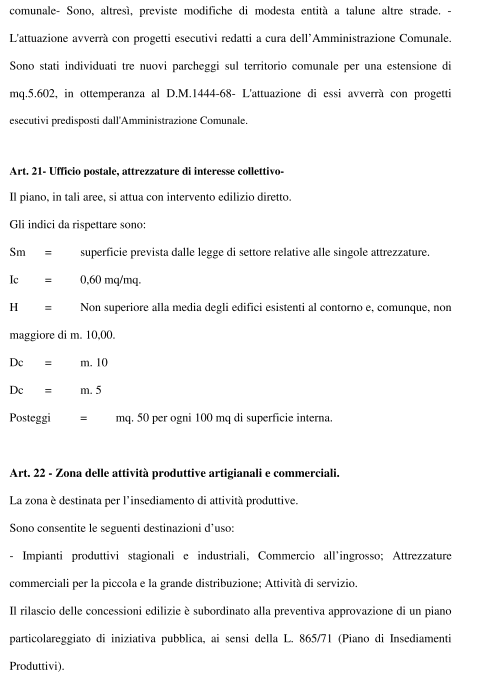 comunale- Sono, altresì, previste modifiche di modesta entità a talune altre strade. -
L'attuazione avverrà con progetti esecutivi redatti a cura dell’Amministrazione Comunale.
Sono stati individuati tre nuovi parcheggi sul territorio comunale per una estensione di
mq.5.602, in ottemperanza al D.M.1444-68- L'attuazione di essi avverrà con progetti
esecutivi predisposti dall'Amministrazione Comunale.
Art. 21- Ufficio postale, attrezzature di interesse collettivo-
Il piano, in tali aree, si attua con intervento edilizio diretto.
Gli indici da rispettare sono:
Sm = superficie prevista dalle legge di settore relative alle singole attrezzature.
Ic = 0,60 mq/mq.
H = Non superiore alla media degli edifici esistenti al contorno e, comunque, non
maggiore di m. 10,00.
Dc = m. 10
Dc = m. 5
Posteggi = mq. 50 per ogni 100 mq di superficie interna.
Art. 22 - Zona delle attività produttive artigianali e commerciali.
La zona è destinata per l’insediamento di attività produttive.
Sono consentite le seguenti destinazioni d’uso:
- Impianti produttivi stagionali e industriali, Commercio all’ingrosso; Attrezzature
commerciali per la piccola e la grande distribuzione; Attività di servizio.
Il rilascio delle concessioni edilizie è subordinato alla preventiva approvazione di un piano
particolareggiato di iniziativa pubblica, ai sensi della L. 865/71 (Piano di Insediamenti
Produttivi).